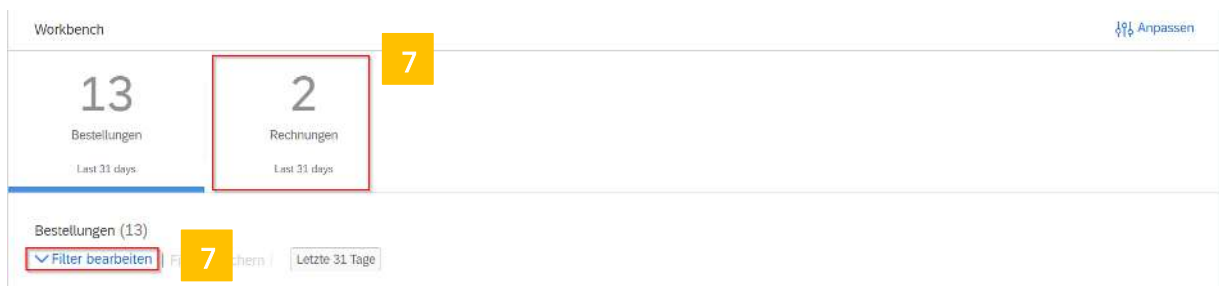 Workbench
Anpassen
7
13
2
Bestellungen
Rechnungen
Last 31 days
Last 31 days
Bestellungen (13)
Filter bearbeiten
7
Letzte 31 Tage